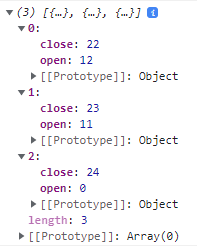 ▼ (3) [{…}, {…}, {…}] i
▼ 0:
close: 22
open: 12
▶ [[Prototype]]: Object
▼ 1:
close: 23
open: 11
▶ [[Prototype]]: Object
▼ 2:
close: 24
open: 0
▶ [[Prototype]]: Object
length: 3
▶ [[Prototype]]: Array(0)